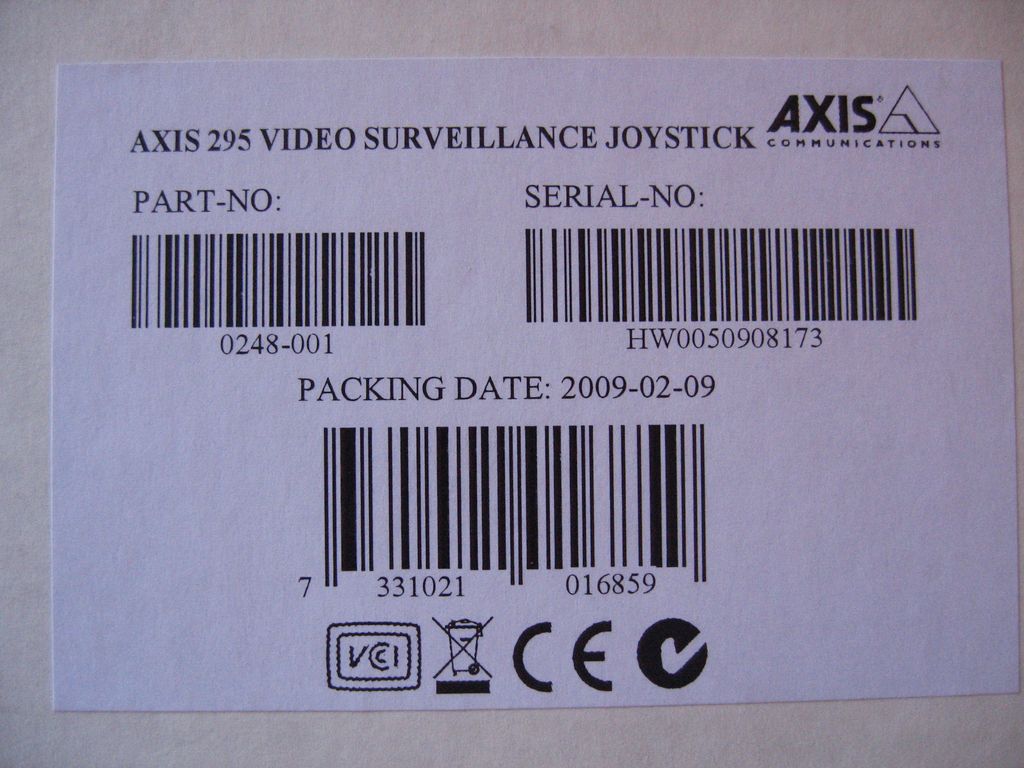 AXIS 295 VIDEO SURVEILLANCE JOYSTICK
AXIS
COMMUNICATIONS
PART-NO:
SERIAL-NO:
0248-001
HW0050908173
PACKING DATE: 2009-02-09
7 331021 016859
VCCI
CE